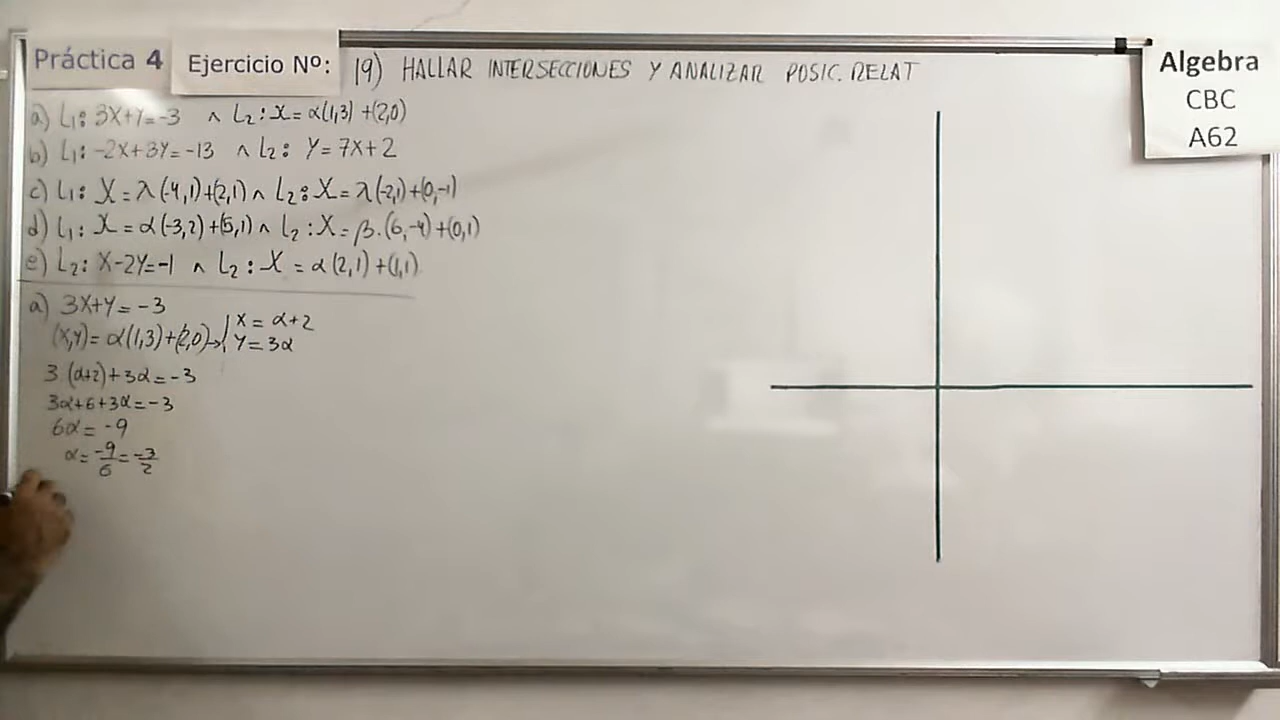 Práctica 4 Ejercicio Nº: 19) HALLAR INTERSECCIONES Y ANALIZAR POSIC. RELAT
Algebra
CBC
A62
a) L₁: 3X+Y=-3 ∧ L₂: X=α(1,3)+(2,0)
b) L₁: -2X+3Y=-13 ∧ L₂: Y=7X+2
c) L₁: X=λ(-4,1)+(2,1) ∧ L₂: X=λ(-2,1)+(0,-1)
d) L₁: X=α(-3,2)+(5,1) ∧ L₂: X=β.(6,-4)+(0,1)
e) L₂: X-2Y=-1 ∧ L₂: X=α(2,1)+(1,1)
a) 3X+Y=-3
(X,Y)=α(1,3)+(2,0)→ { X=α+2
Y=3α
3.(α+2)+3α=-3
3α+6+3α=-3
6α=-9
α=-9/6=-3/2